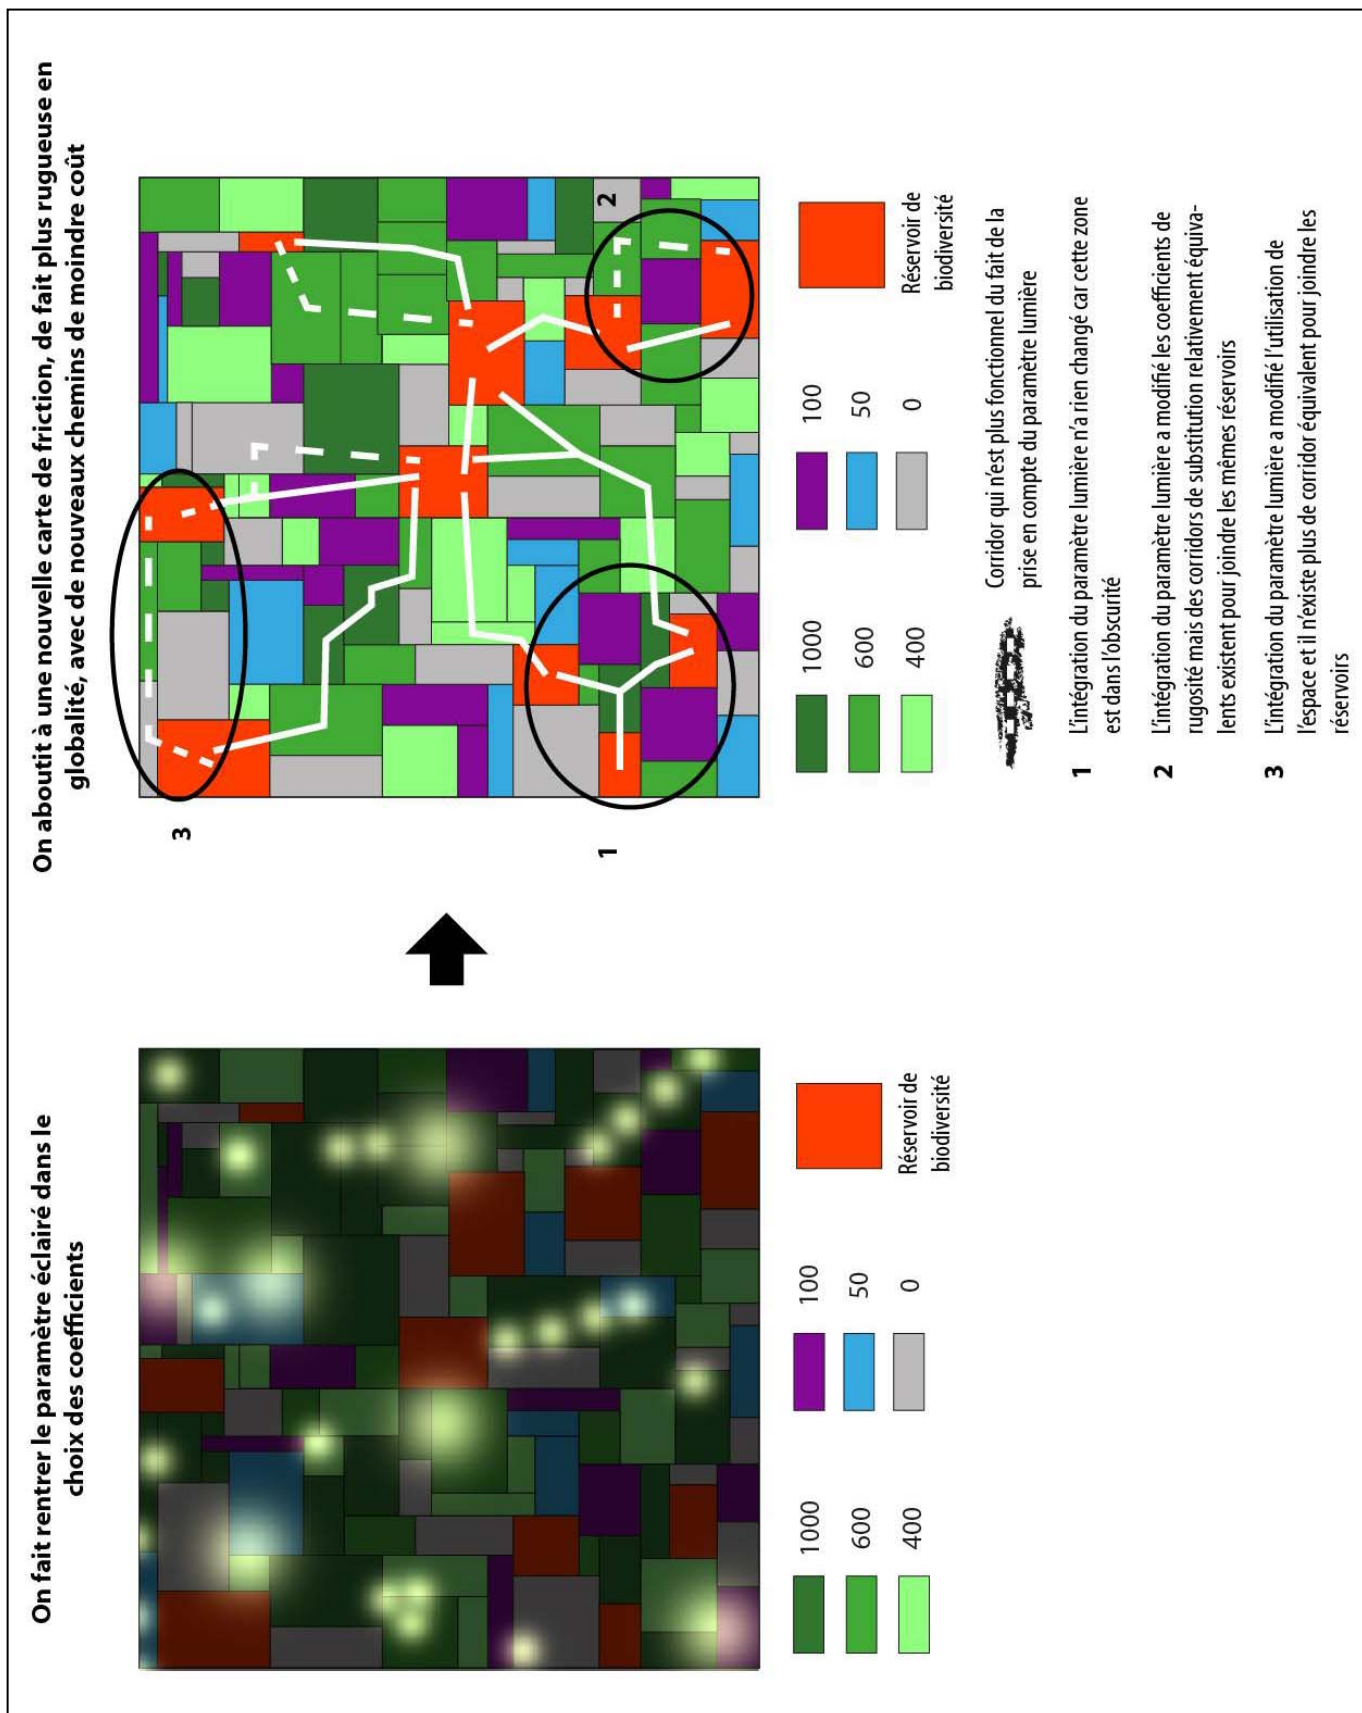 On fait rentrer le paramètre éclairé dans le
choix des coefficients
1000
600
400
100
50
0
Réservoir de
biodiversité
On aboutit à une nouvelle carte de friction, de fait plus rugueuse en
globalité, avec de nouveaux chemins de moindre coût
3
1
2
1000
600
400
100
50
0
Réservoir de
biodiversité
Corridor qui n'est plus fonctionnel du fait de la
prise en compte du paramètre lumière
1 L'intégration du paramètre lumière n'a rien changé car cette zone
est dans l'obscurité
2 L'intégration du paramètre lumière a modifié les coefficients de
rugosité mais des corridors de substitution relativement équiva-
lents existent pour joindre les mêmes réservoirs
3 L'intégration du paramètre lumière a modifié l'utilisation de
l'espace et il n'existe plus de corridor équivalent pour joindre les
réservoirs